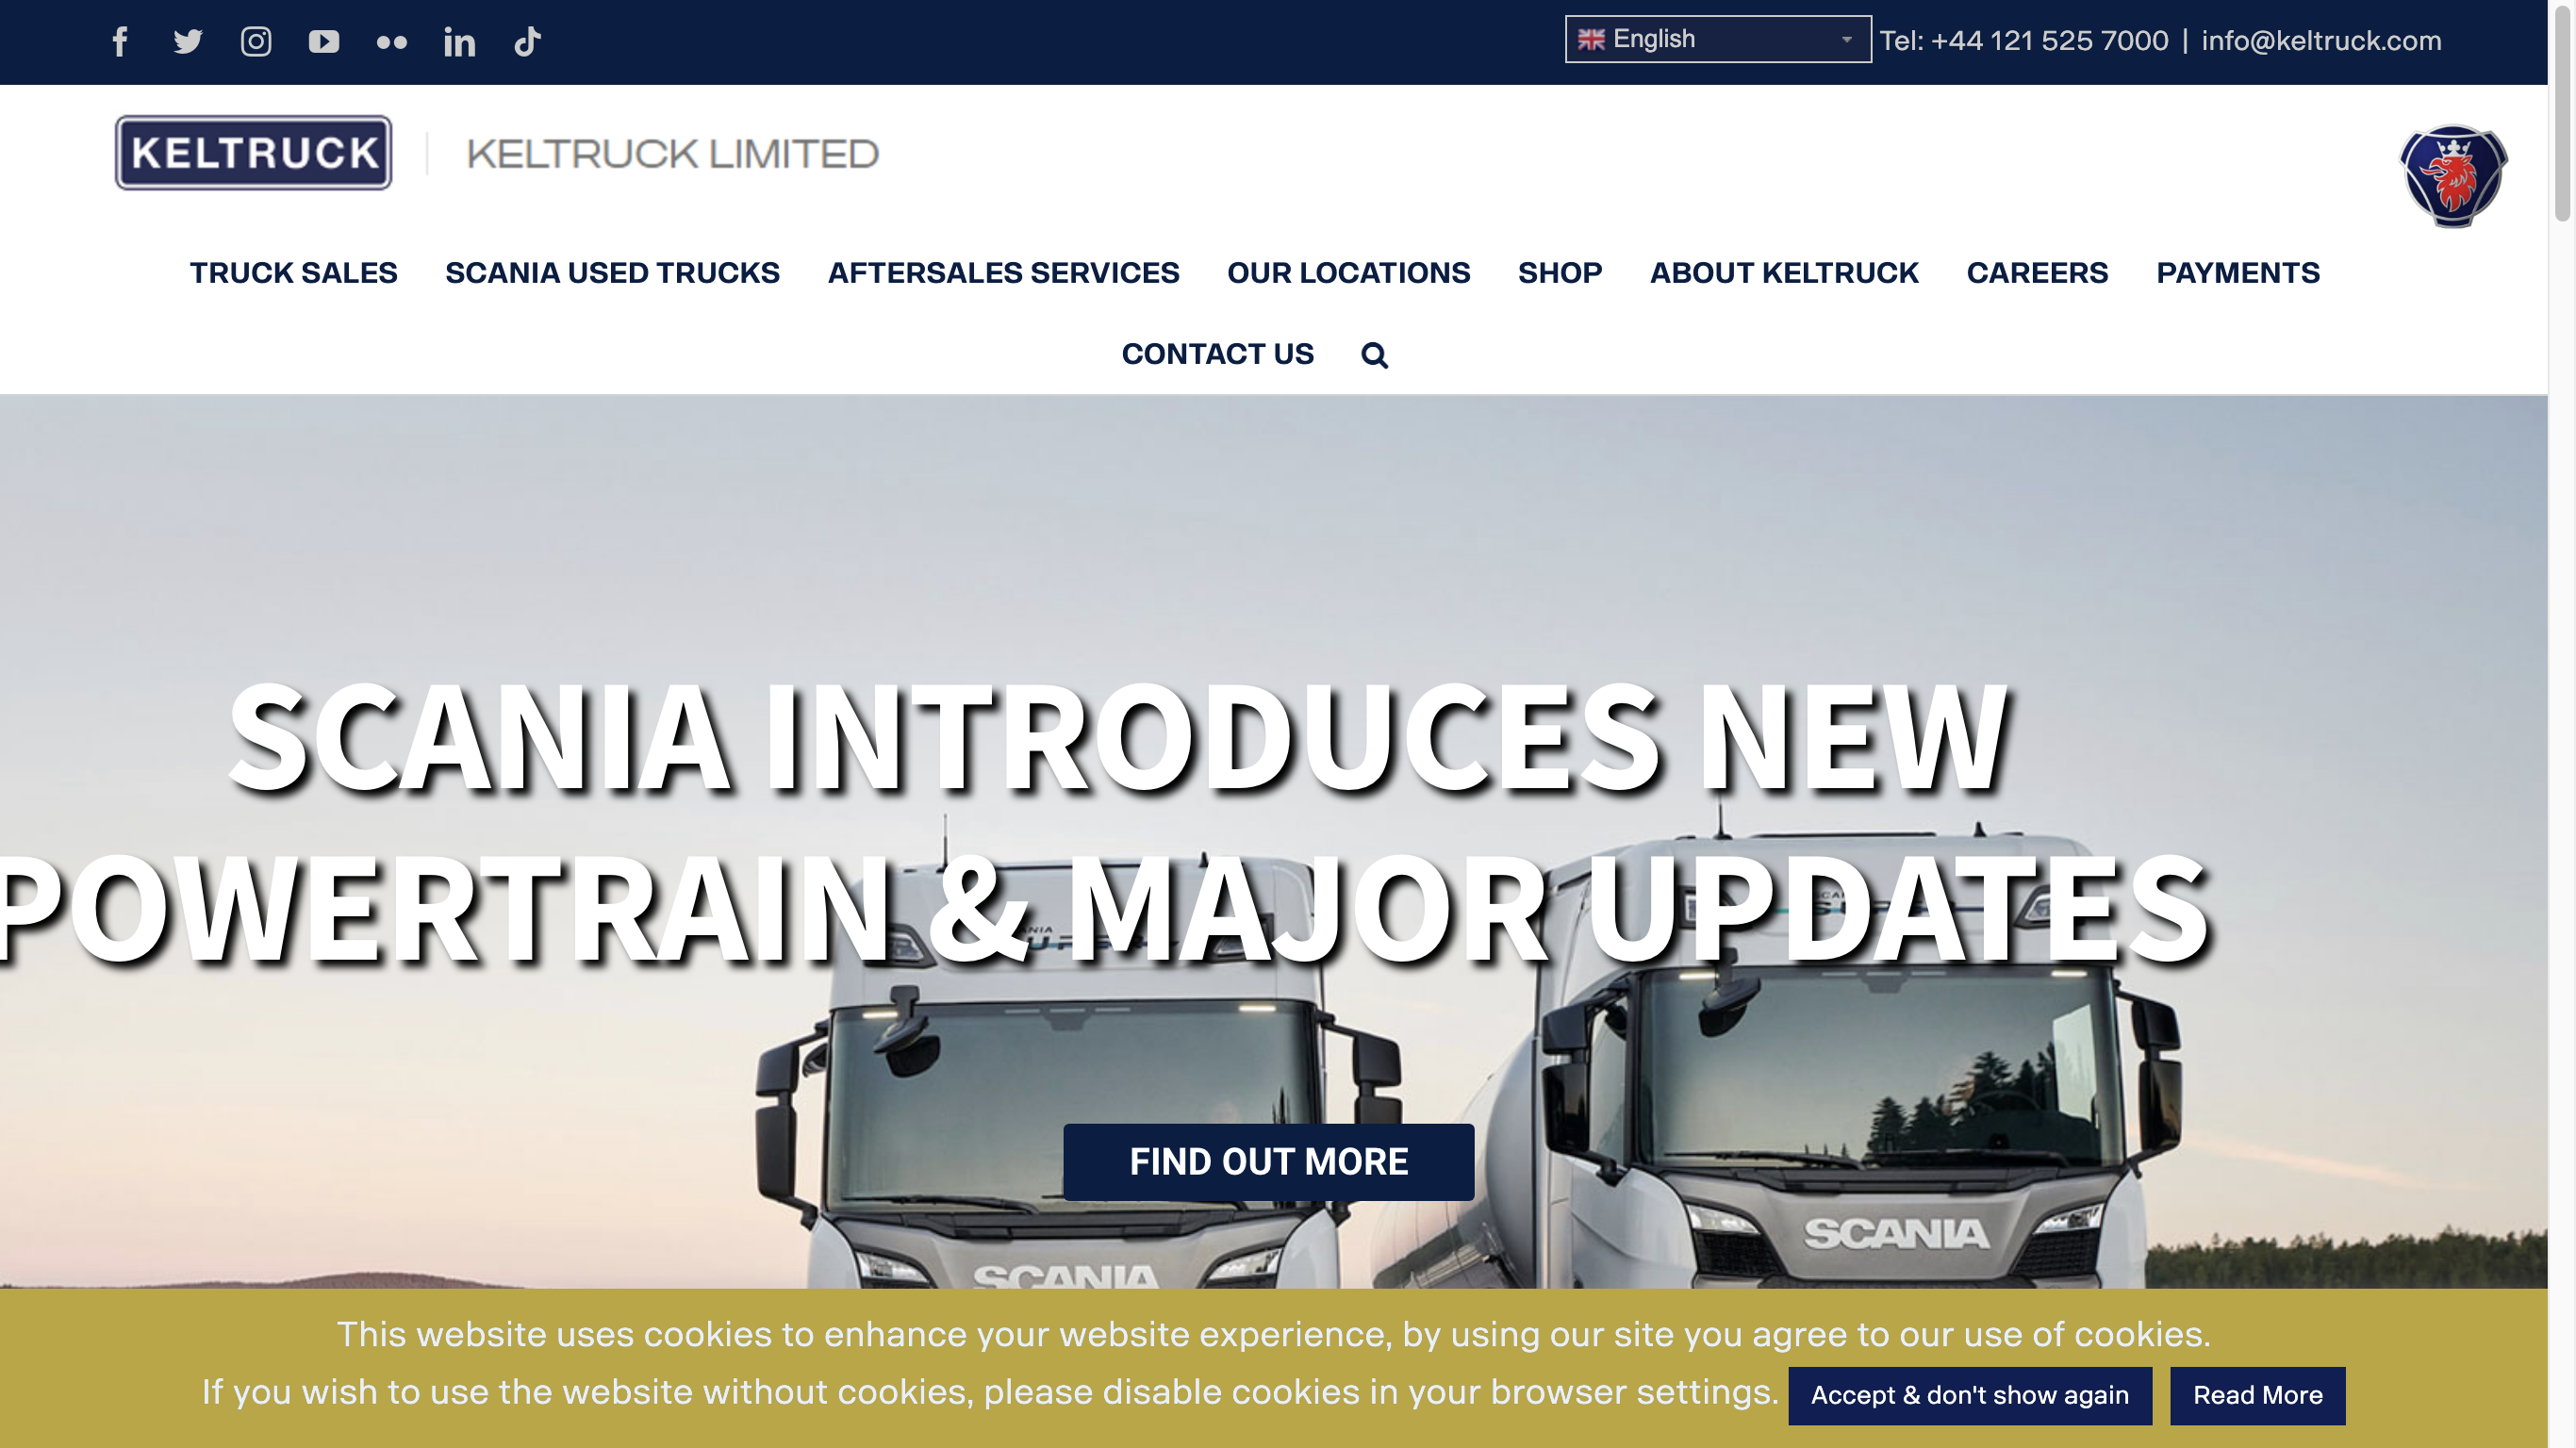 English
Tel: +44 121 525 7000 | info@keltruck.com
KELTRUCK
KELTRUCK LIMITED
TRUCK SALES
SCANIA USED TRUCKS
AFTERSALES SERVICES
OUR LOCATIONS
SHOP
ABOUT KELTRUCK
CAREERS
PAYMENTS
CONTACT US
SCANIA INTRODUCES NEW
POWERTRAIN & MAJOR UPDATES
FIND OUT MORE
SCANIA
SCANIA
This website uses cookies to enhance your website experience, by using our site you agree to our use of cookies.
If you wish to use the website without cookies, please disable cookies in your browser settings.
Accept & don't show again
Read More